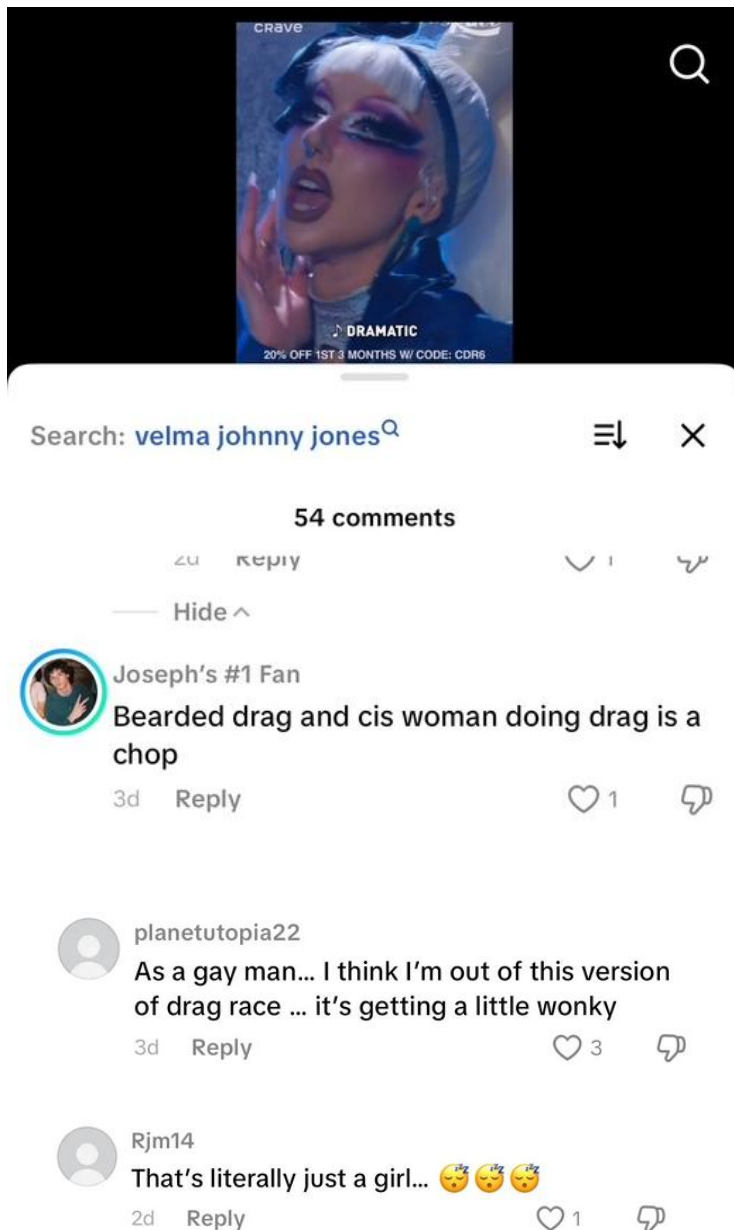 crave
♪ DRAMATIC
20% OFF 1ST 3 MONTHS W/ CODE: CDR6
Search: velma johnny jones
54 comments
2d Reply 1
Hide
Joseph's #1 Fan
Bearded drag and cis woman doing drag is a
chop
3d Reply 1
planetutopia22
As a gay man... I think I'm out of this version
of drag race ... it's getting a little wonky
3d Reply 3
Rjm14
That's literally just a girl... 😴😴😴
2d Reply 1